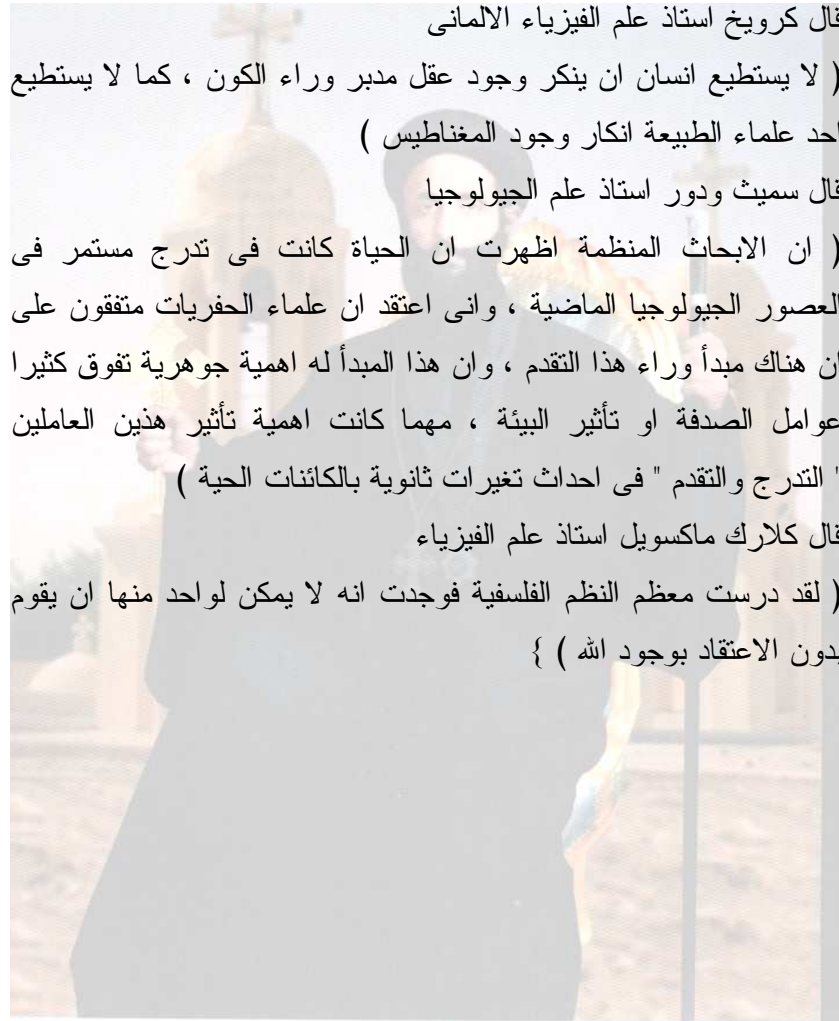 قال كرويخ استاذ علم الفيزياء الالمانى
( لا يستطيع انسان ان ينكر وجود عقل مدبر وراء الكون ، كما لا يستطيع
احد علماء الطبيعة انكار وجود المغناطيس )
قال سميث ودور استاذ علم الجيولوجيا
( ان الابحاث المنظمة اظهرت ان الحياة كانت فى تدرج مستمر فى
العصور الجيولوجيا الماضية ، وانى اعتقد ان علماء الحفريات متفقون على
ان هناك مبدأ وراء هذا التقدم ، وان هذا المبدأ له اهمية جوهرية تفوق كثيرا
عوامل الصدفة او تأثير البيئة ، مهما كانت اهمية تأثير هذين العاملين
" التدرج والتقدم " فى احداث تغيرات ثانوية بالكائنات الحية )
قال كلارك ماكسويل استاذ علم الفيزياء
( لقد درست معظم النظم الفلسفية فوجدت انه لا يمكن لواحد منها ان يقوم
بدون الاعتقاد بوجود الله ) }